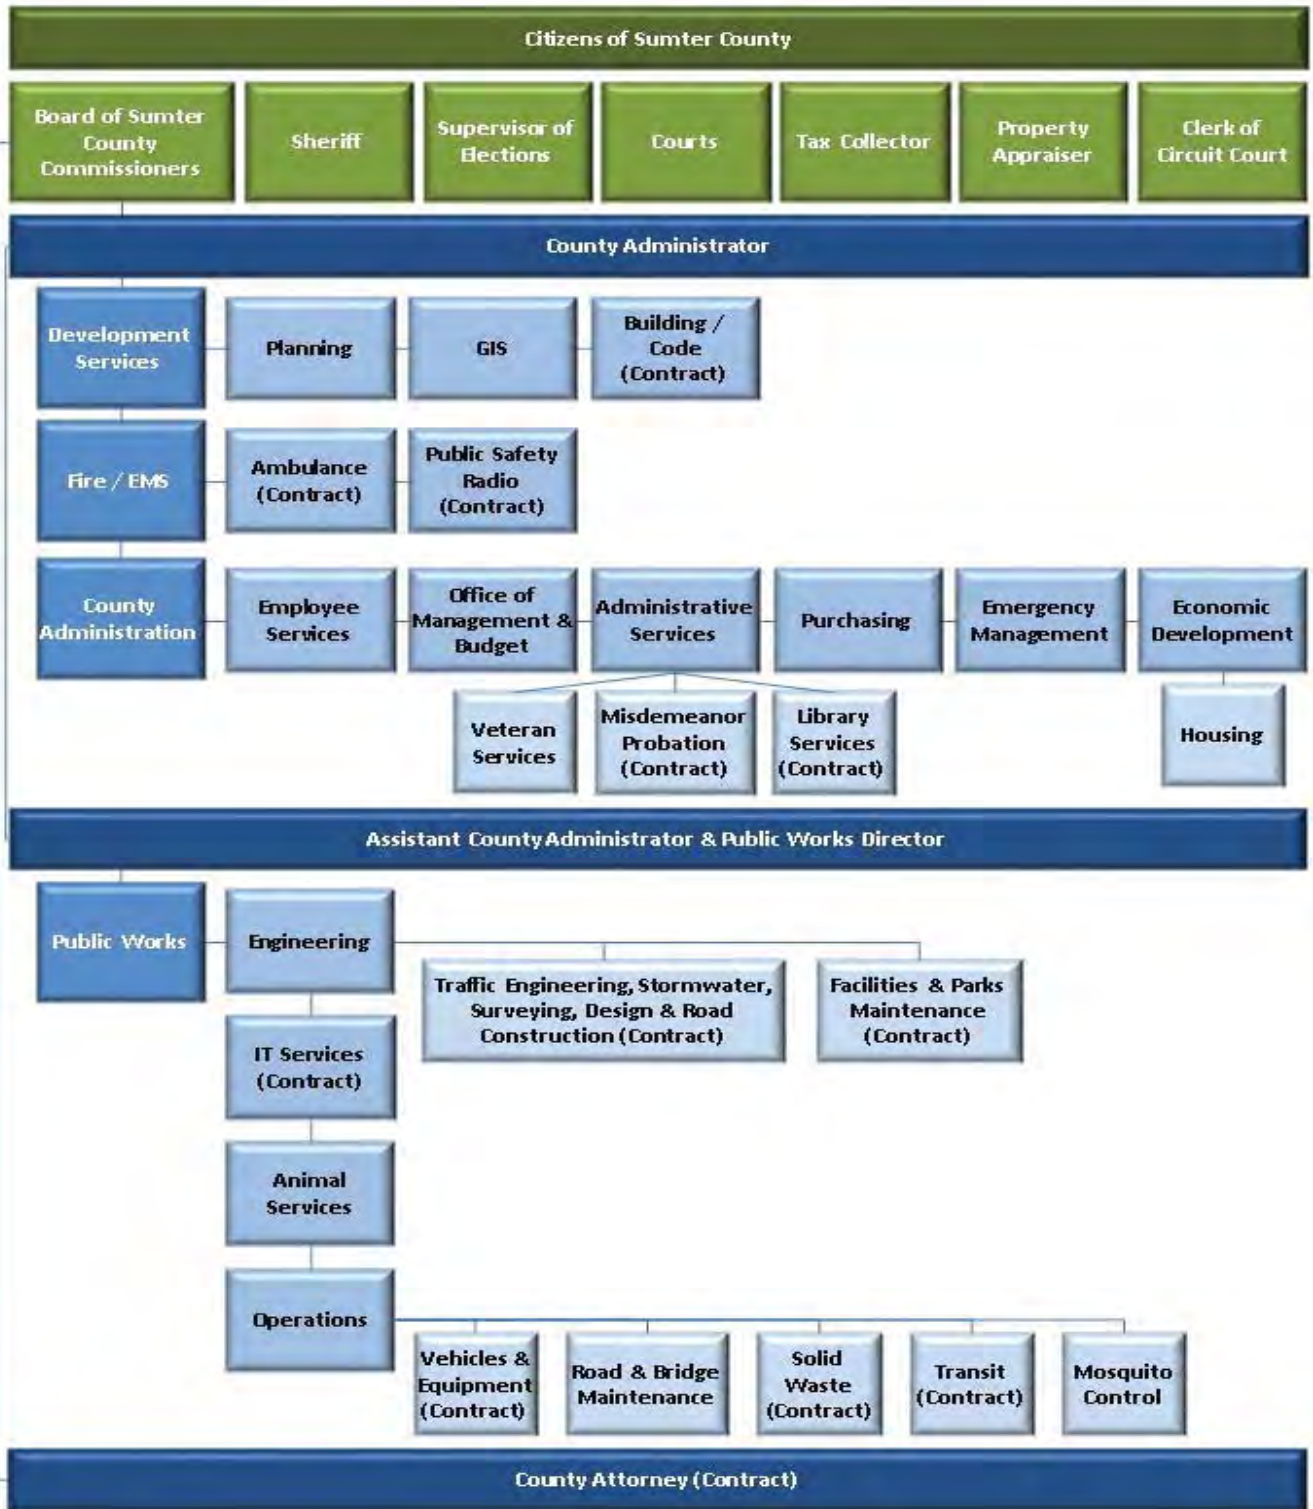 Citizens of Sumter County
Board of Sumter
County
Commissioners
Sheriff
Supervisor of
Elections
Courts
Tax Collector
Property
Appraiser
Clerk of
Circuit Court
County Administrator
Development
Services
Planning
GIS
Building /
Code
(Contract)
Fire / EMS
Ambulance
(Contract)
Public Safety
Radio
(Contract)
County
Administration
Employee
Services
Office of
Management &
Budget
Administrative
Services
Purchasing
Emergency
Management
Economic
Development
Veteran
Services
Misdemeanor
Probation
(Contract)
Library
Services
(Contract)
Housing
Assistant County Administrator & Public Works Director
Public Works
Engineering
Traffic Engineering, Stormwater,
Surveying, Design & Road
Construction (Contract)
Facilities & Parks
Maintenance
(Contract)
IT Services
(Contract)
Animal
Services
Operations
Vehicles &
Equipment
(Contract)
Road & Bridge
Maintenance
Solid
Waste
(Contract)
Transit
(Contract)
Mosquito
Control
County Attorney (Contract)